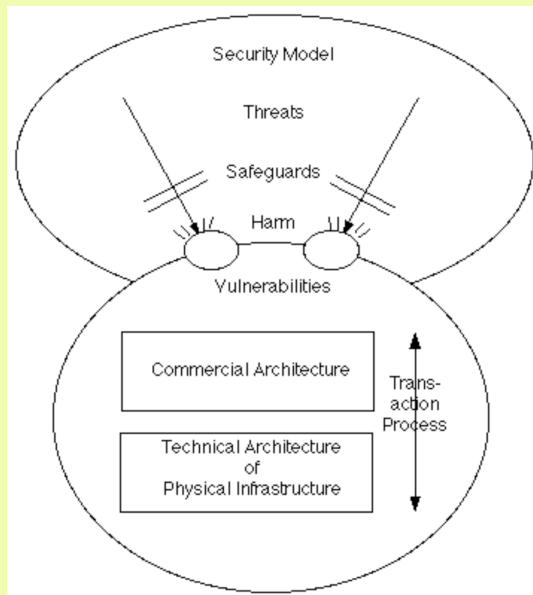 Security Model
Threats
Safeguards
Harm
Vulnerabilities
Commercial Architecture
Trans-
action
Process
Technical Architecture
of
Physical Infrastructure